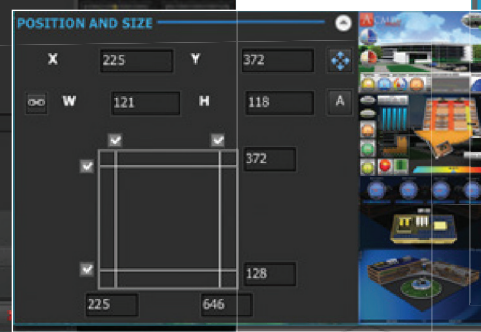 POSITION AND SIZE
X 225 Y 372
W 121 H 118 A
372
128
225 646